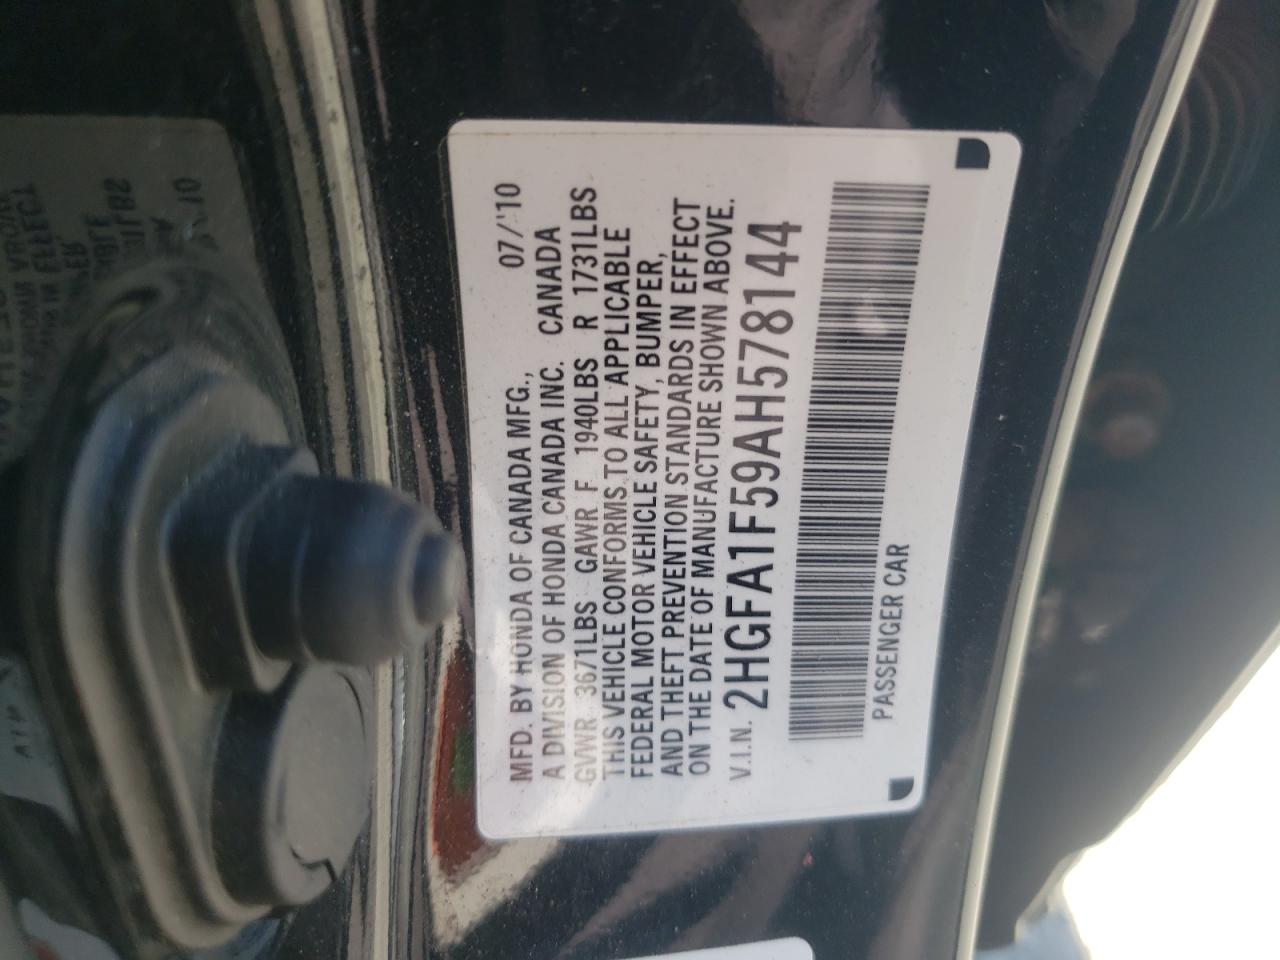 MFD. BY HONDA OF CANADA MFG., 07/'10
A DIVISION OF HONDA CANADA INC. CANADA
GVWR 3671LBS GAWR F 1940LBS R 1731LBS
THIS VEHICLE CONFORMS TO ALL APPLICABLE
FEDERAL MOTOR VEHICLE SAFETY, BUMPER,
AND THEFT PREVENTION STANDARDS IN EFFECT
ON THE DATE OF MANUFACTURE SHOWN ABOVE.
V.I.N. 2HGFA1F59AH578144
PASSENGER CAR